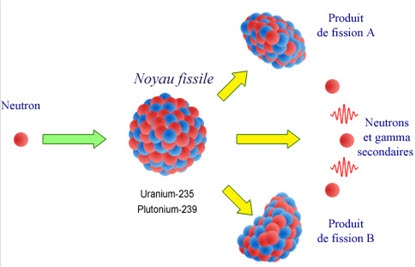 Produit
de fission A
Noyau fissile
Neutron
Neutrons
et gamma
secondaires
Uranium-235
Plutonium-239
Produit
de fission B